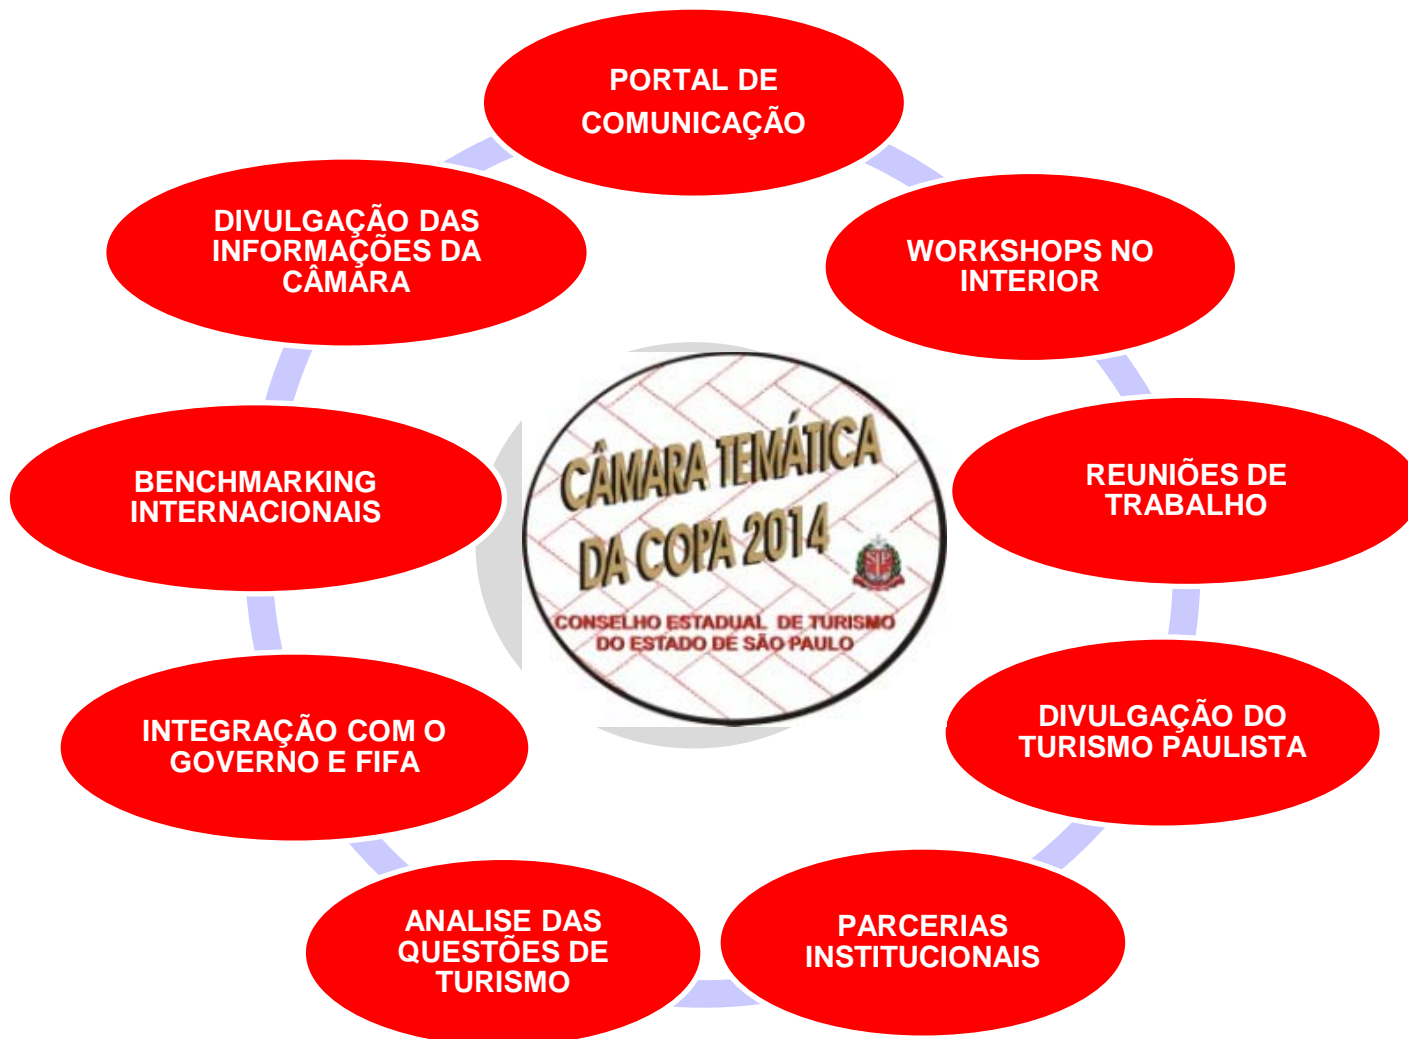 PORTAL DE
COMUNICAÇÃO
DIVULGAÇÃO DAS
INFORMAÇÕES DA
CÂMARA
WORKSHOPS NO
INTERIOR
CÂMARA TEMÁTICA
DA COPA 2014
SP
CONSELHO ESTADUAL DE TURISMO
DO ESTADO DE SÃO PAULO
BENCHMARKING
INTERNACIONAIS
REUNIÕES DE
TRABALHO
INTEGRAÇÃO COM O
GOVERNO E FIFA
DIVULGAÇÃO DO
TURISMO PAULISTA
ANALISE DAS
QUESTÕES DE
TURISMO
PARCERIAS
INSTITUCIONAIS